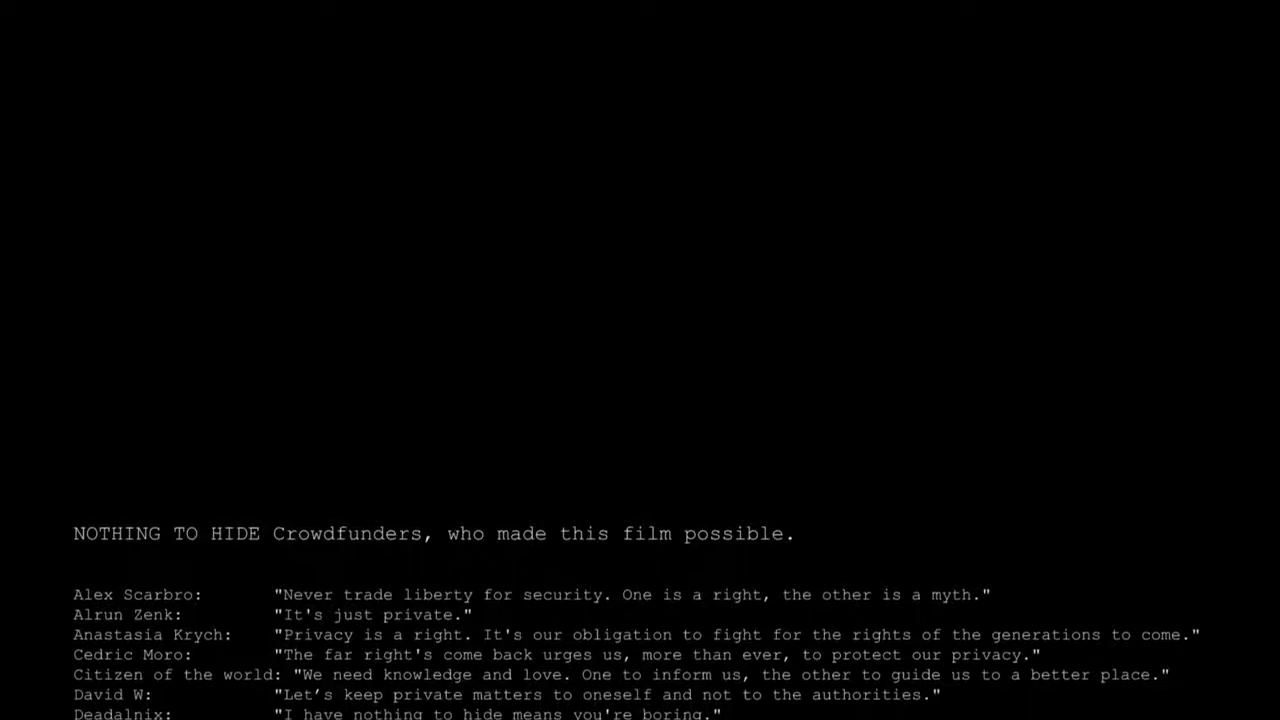 NOTHING TO HIDE Crowdfunders, who made this film possible.
Alex Scarbro: "Never trade liberty for security. One is a right, the other is a myth."
Alrun Zenk: "It's just private."
Anastasia Krych: "Privacy is a right. It's our obligation to fight for the rights of the generations to come."
Cedric Moro: "The far right's come back urges us, more than ever, to protect our privacy."
Citizen of the world: "We need knowledge and love. One to inform us, the other to guide us to a better place."
David W: "Let’s keep private matters to oneself and not to the authorities."
Deadalnix: "I have nothing to hide means you're boring."